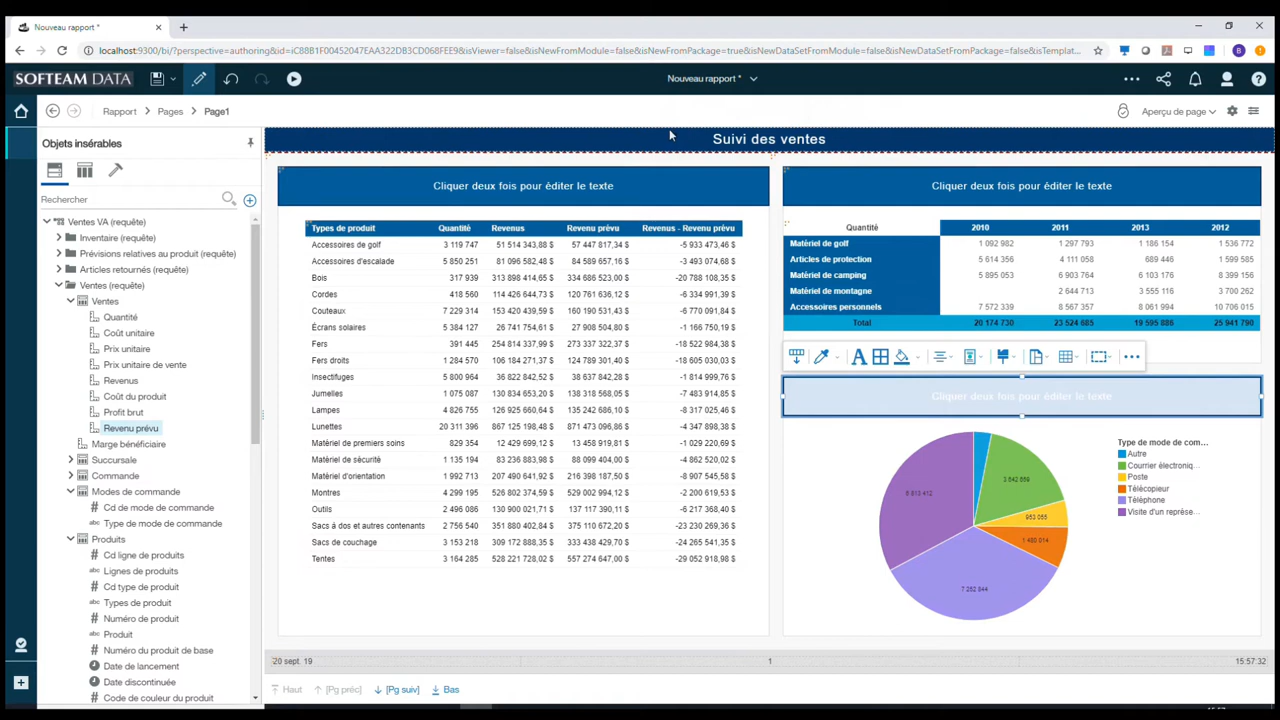 Nouveau rapport *
localhost:9300/bi/?perspective=authoring&id=iC88B1F00452047EAA322DB3CD068FEE9&isViewer=false&isNewFromModule=false&isNewFromPackage=true&isNewDataSetFromModule=false&isNewDataSetFromPackage=false&isTemplat...
B
SOFTEAM DATA
Nouveau rapport *
Rapport > Pages > Page1
Aperçu de page
Objets insérables
Rechercher
Ventes VA (requête)
Inventaire (requête)
Prévisions relatives au produit (requête)
Articles retournés (requête)
Ventes (requête)
Ventes
Quantité
Coût unitaire
Prix unitaire
Prix unitaire de vente
Revenus
Coût du produit
Profit brut
Revenu prévu
Marge bénéficiaire
Succursale
Commande
Modes de commande
Cd mode de commande
Type de mode de commande
Produits
Cd ligne de produits
Lignes de produits
Cd type de produit
Types de produit
Numéro de produit
Produit
Numéro du produit de base
Date de lancement
Date discontinuée
Code de couleur du produit
Suivi des ventes
Cliquer deux fois pour éditer le texte
Types de produit Quantité Revenus Revenu prévu Revenus - Revenu prévu
Accessoires de golf 3 119 747 51 514 343,88 $ 57 447 817,34 $ -5 933 473,46 $
Accessoires d'escalade 5 850 251 81 096 582,48 $ 84 589 657,16 $ -3 493 074,68 $
Bois 317 939 313 898 414,65 $ 334 686 523,00 $ -20 788 108,35 $
Cordes 418 560 114 426 644,73 $ 120 761 636,12 $ -6 334 991,39 $
Couteaux 7 229 314 153 420 439,59 $ 160 190 531,43 $ -6 770 091,84 $
Écrans solaires 5 384 127 26 741 754,61 $ 27 908 504,80 $ -1 166 750,19 $
Fers 391 445 254 814 337,99 $ 273 337 322,37 $ -18 522 984,38 $
Fers droits 1 284 570 106 184 271,37 $ 124 789 301,40 $ -18 605 030,03 $
Insectifuges 5 800 964 36 822 842,52 $ 38 637 842,28 $ -1 814 999,76 $
Jumelles 1 075 087 130 834 653,20 $ 138 318 568,05 $ -7 483 914,85 $
Lampes 4 826 755 126 925 660,64 $ 135 242 686,10 $ -8 317 025,46 $
Lunettes 20 311 396 867 125 198,48 $ 871 473 096,86 $ -4 347 898,38 $
Matériel de premiers soins 829 354 12 429 699,12 $ 13 459 919,81 $ -1 029 220,69 $
Matériel de sécurité 1 135 194 83 236 883,98 $ 88 099 404,00 $ -4 862 520,02 $
Matériel d'orientation 1 992 713 207 490 641,92 $ 216 398 187,50 $ -8 907 545,58 $
Montres 4 299 195 526 802 374,59 $ 529 002 994,12 $ -2 200 619,53 $
Outils 2 496 086 130 900 021,71 $ 137 117 390,11 $ -6 217 368,40 $
Sacs à dos et autres contenants 2 756 540 351 880 402,84 $ 375 110 672,20 $ -23 230 269,36 $
Sacs de couchage 3 153 218 309 172 888,35 $ 333 438 429,70 $ -24 265 541,35 $
Tentes 3 164 285 528 221 728,02 $ 557 274 647,00 $ -29 052 918,98 $
Cliquer deux fois pour éditer le texte
Quantité 2010 2011 2013 2012
Matériel de golf 1 092 982 1 297 793 1 186 154 1 536 772
Articles de protection 5 614 356 4 111 058 689 446 1 599 585
Matériel de camping 5 895 053 6 903 764 6 103 176 8 399 156
Matériel de montagne 2 644 713 3 555 116 3 700 262
Accessoires personnels 7 572 339 8 567 357 8 061 994 10 706 015
Total 20 174 730 23 524 685 19 595 886 25 941 790
Cliquer deux fois pour éditer le texte
Type de mode de com...
Autre
Courrier électroniq...
Poste
Télécopieur
Téléphone
Visite d'un représe...
3 642 669
953 065
1 480 014
7 262 844
20 sept. 19 1 15:57:32
Haut [Pg préc] [Pg suiv] Bas